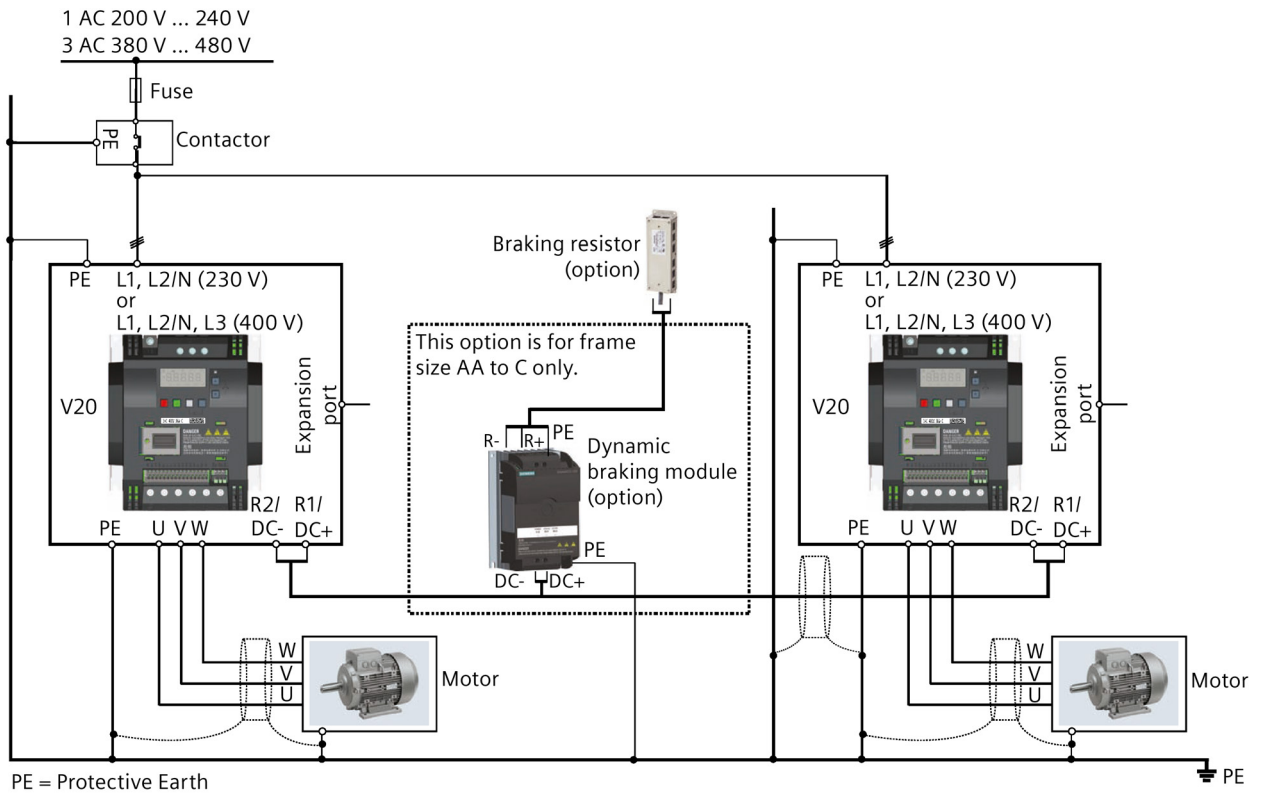 1 AC 200 V ... 240 V
3 AC 380 V ... 480 V
Fuse
PE
Contactor
Braking resistor
(option)
PE
L1, L2/N (230 V)
or
L1, L2/N, L3 (400 V)
This option is for frame
size AA to C only.
PE
L1, L2/N (230 V)
or
L1, L2/N, L3 (400 V)
V20
Expansion
port
R- R+ PE
Dynamic
braking module
(option)
V20
Expansion
port
R2/ R1/
PE U V W DC- DC+
PE
DC- DC+
R2/ R1/
PE U V W DC- DC+
W
V
U
Motor
W
V
U
Motor
PE = Protective Earth
PE